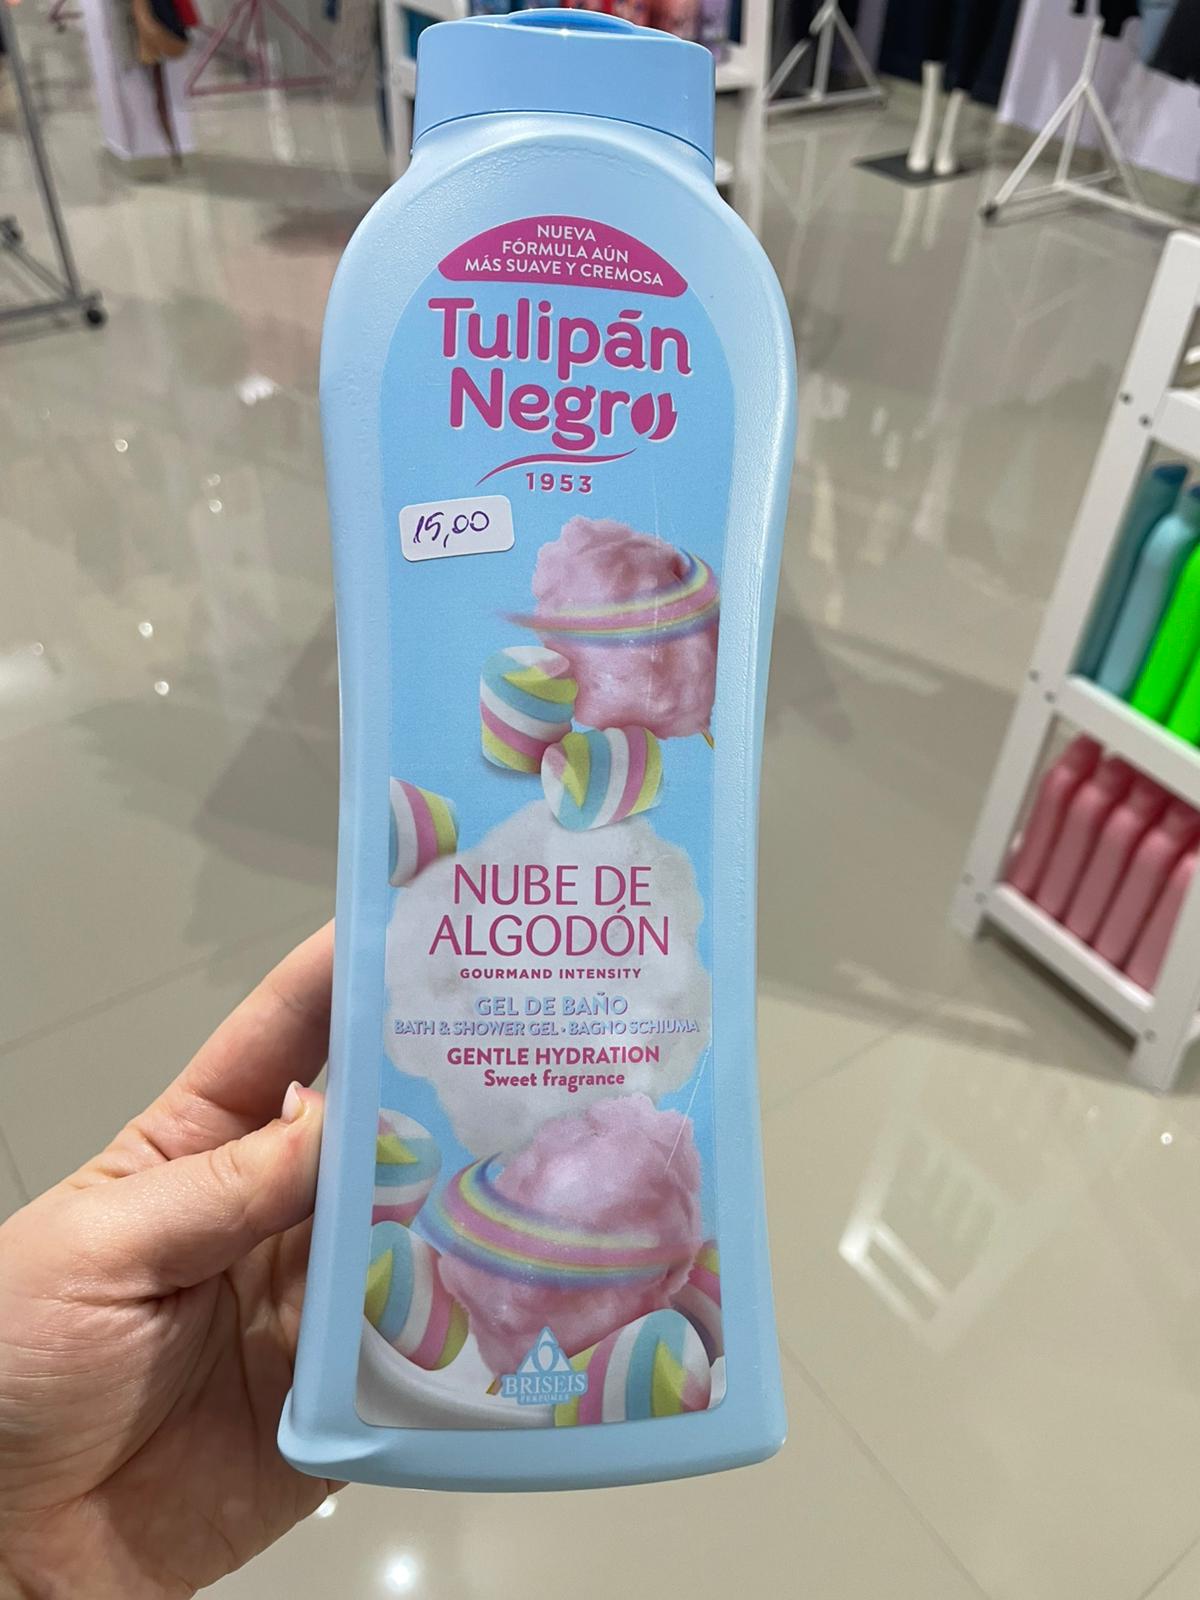 NUEVA
FÓRMULA AÚN
MÁS SUAVE Y CREMOSA
Tulipán
Negro
1953
15,00
NUBE DE
ALGODÓN
GOURMAND INTENSITY
GEL DE BAÑO
BATH & SHOWER GEL · BAGNO SCHIUMA
GENTLE HYDRATION
Sweet fragrance
BRISEIS
PERFUMES